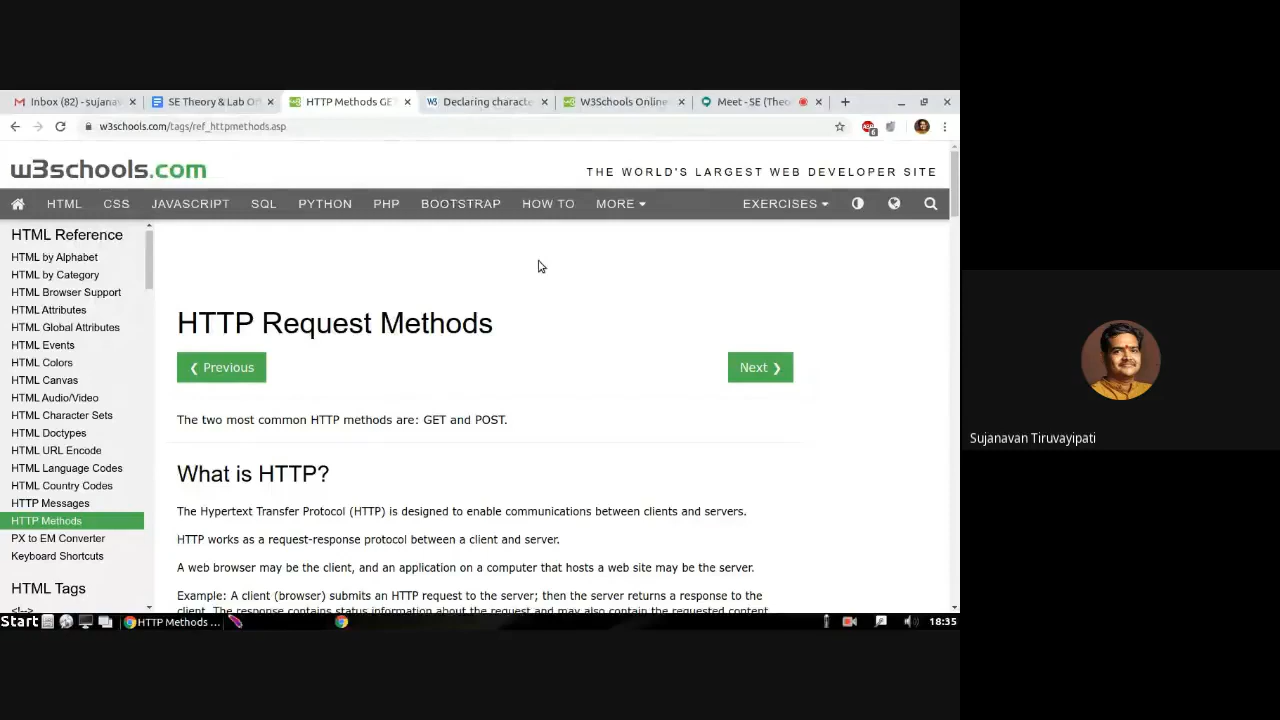 Inbox (82) - sujanav
SE Theory & Lab Of
HTTP Methods GE
Declaring characte
W3Schools Online
Meet - SE (Theo
w3schools.com/tags/ref_httpmethods.asp
6
w3schools.com
THE WORLD'S LARGEST WEB DEVELOPER SITE
HTML CSS JAVASCRIPT SQL PYTHON PHP BOOTSTRAP HOW TO MORE EXERCISES
HTML Reference
HTML by Alphabet
HTML by Category
HTML Browser Support
HTML Attributes
HTML Global Attributes
HTML Events
HTML Colors
HTML Canvas
HTML Audio/Video
HTML Character Sets
HTML Doctypes
HTML URL Encode
HTML Language Codes
HTML Country Codes
HTTP Messages
HTTP Methods
PX to EM Converter
Keyboard Shortcuts
HTML Tags
<!-->
HTTP Request Methods
❮ Previous
Next ❯
The two most common HTTP methods are: GET and POST.
What is HTTP?
The Hypertext Transfer Protocol (HTTP) is designed to enable communications between clients and servers.
HTTP works as a request-response protocol between a client and server.
A web browser may be the client, and an application on a computer that hosts a web site may be the server.
Example: A client (browser) submits an HTTP request to the server; then the server returns a response to the
client. The response contains status information about the request and may also contain the requested content.
Start
HTTP Methods ...
18:35
Sujanavan Tiruvayipati